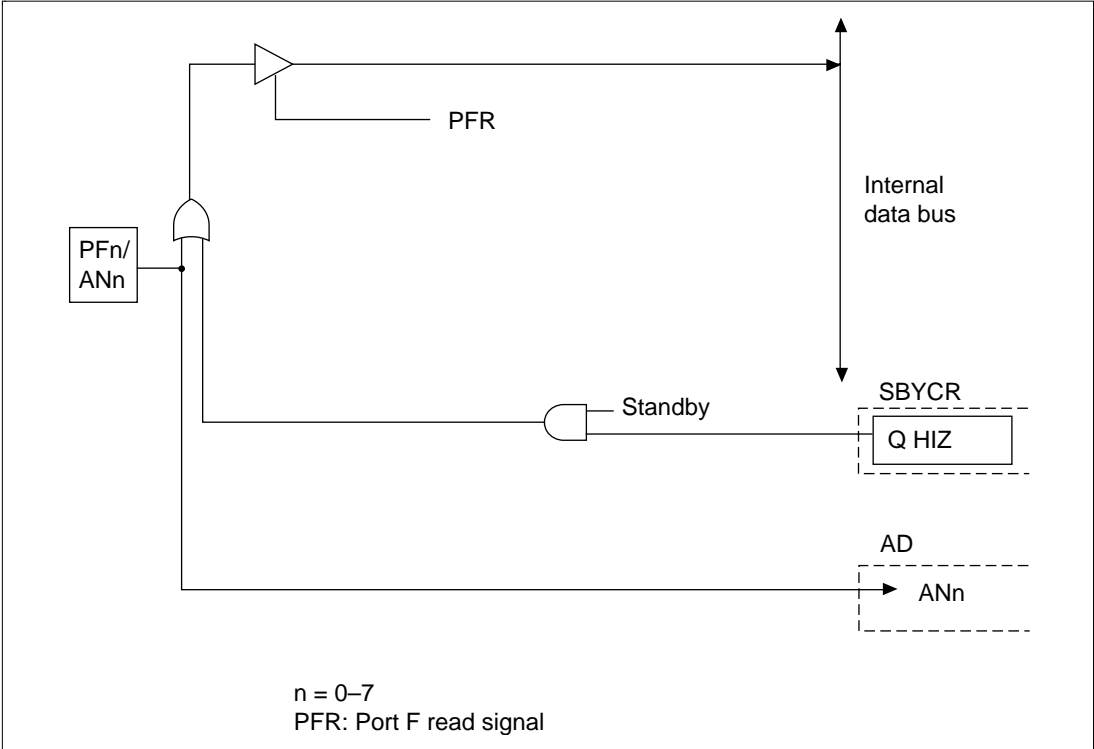 PFR
Internal
data bus
PFn/
ANn
SBYCR
Standby
Q HIZ
AD
ANn
n = 0–7
PFR: Port F read signal